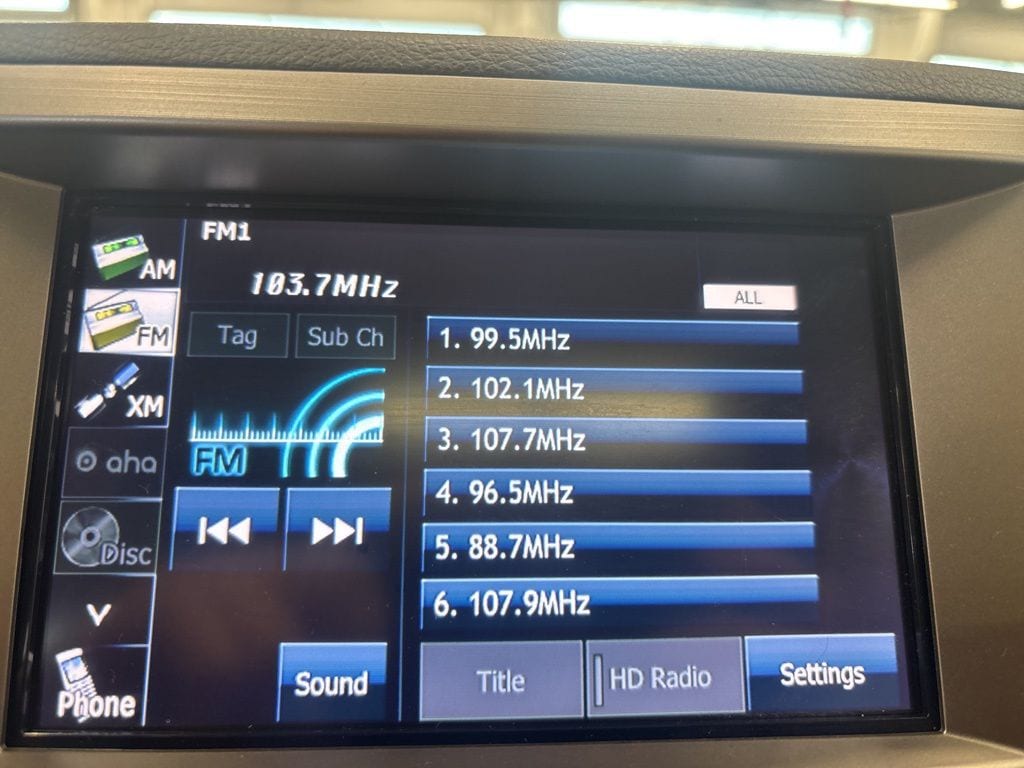 FM1
103.7MHz
ALL
AM
FM
XM
aha
Disc
Phone
Tag
Sub Ch
FM
Sound
1. 99.5MHz
2. 102.1MHz
3. 107.7MHz
4. 96.5MHz
5. 88.7MHz
6. 107.9MHz
Title
HD Radio
Settings